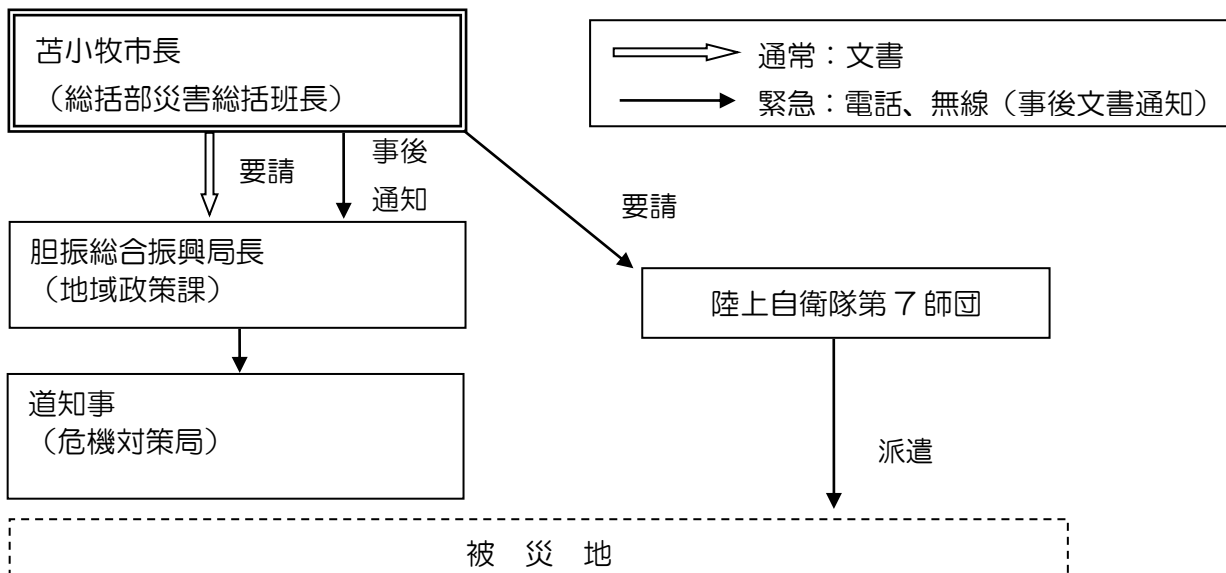 苫小牧市長
（総括部災害総括班長）
通常：文書
緊急：電話、無線（事後文書通知）
要請
事後
通知
要請
胆振総合振興局長
（地域政策課）
陸上自衛隊第７師団
道知事
（危機対策局）
派遣
被　災　地